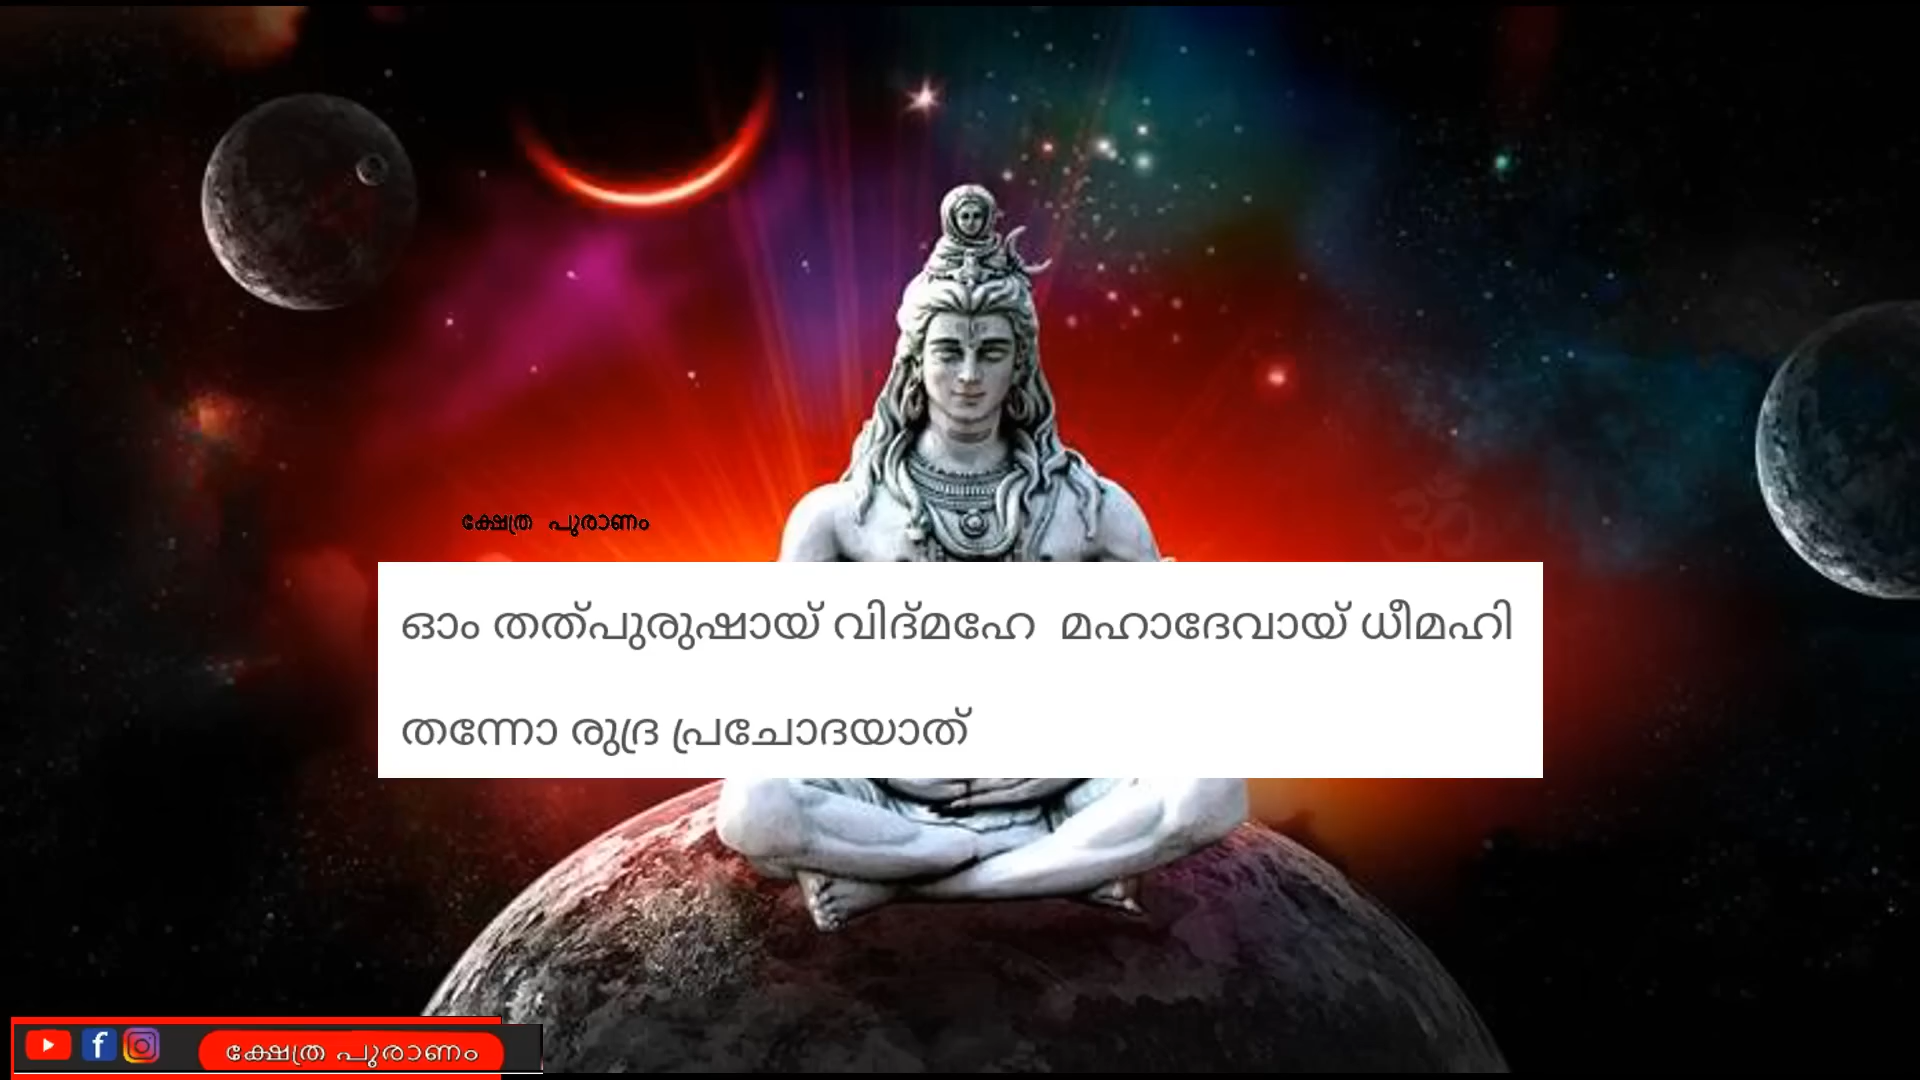 ക്ഷേത്ര പുരാണം
ഓം തത്പുരുഷായ് വിദ്മഹേ മഹാദേവായ് ധീമഹി
തന്നോ രുദ്ര പ്രചോദയാത്
ക്ഷേത്ര പുരാണം